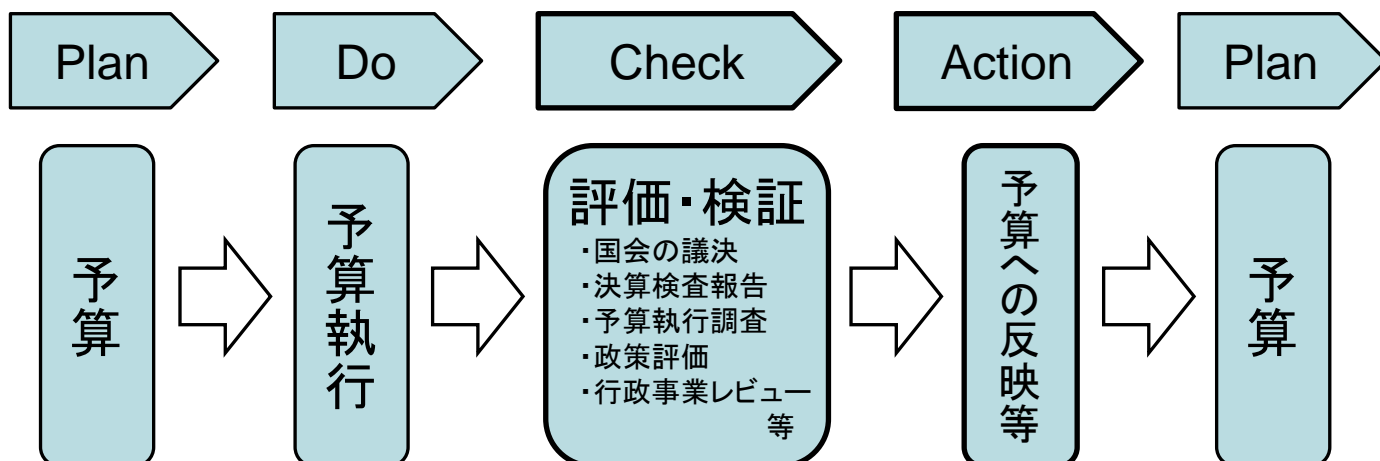 Plan
Do
Check
Action
Plan
予算
予算執行
評価・検証
・国会の議決
・決算検査報告
・予算執行調査
・政策評価
・行政事業レビュー
等
予算への反映等
予算